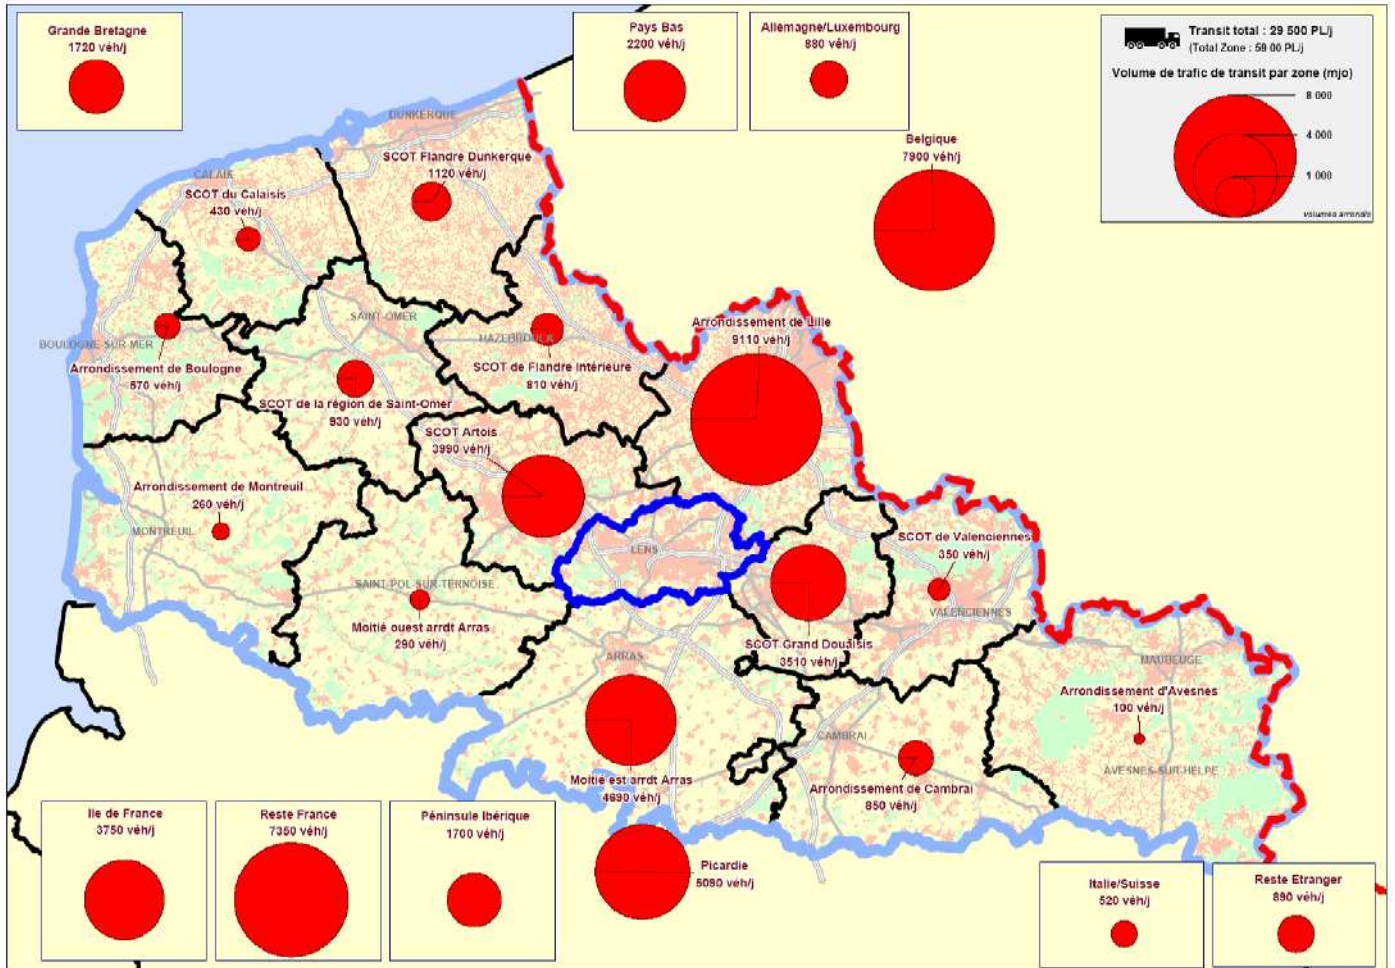 Grande Bretagne
1720 véh/j
Pays Bas
2200 véh/j
Allemagne/Luxembourg
880 véh/j
Transit total : 29 500 PL/j
(Total Zone : 59 00 PL/j
Volume de trafic de transit par zone (mjo)
8 000
4 000
1 000
volumes arrondis
Belgique
7900 véh/j
DUNKERQUE
SCOT Flandre Dunkerque
1120 véh/j
CALAIS
SCOT du Calaisis
430 véh/j
SAINT-OMER
BOULOGNE-SUR-MER
Arrondissement de Boulogne
570 véh/j
HAZEBROUCK
SCOT de Flandre Intérieure
810 véh/j
Arrondissement de Lille
9110 véh/j
SCOT de la région de Saint-Omer
930 véh/j
SCOT Artois
3990 véh/j
Arrondissement de Montreuil
260 véh/j
MONTREUIL
LENS
SCOT de Valenciennes
350 véh/j
VALENCIENNES
SAINT-POL-SUR-TERNOISE
Moitié ouest arrdt Arras
290 véh/j
SCOT Grand Douaisis
3510 véh/j
ARRAS
MAUBEUGE
Arrondissement d'Avesnes
100 véh/j
CAMBRAI
AVESNES-SUR-HELPE
Moitié est arrdt Arras
4690 véh/j
Arrondissement de Cambrai
850 véh/j
Ile de France
3750 véh/j
Reste France
7350 véh/j
Péninsule Ibérique
1700 véh/j
Picardie
5080 véh/j
Italie/Suisse
520 véh/j
Reste Etranger
890 véh/j